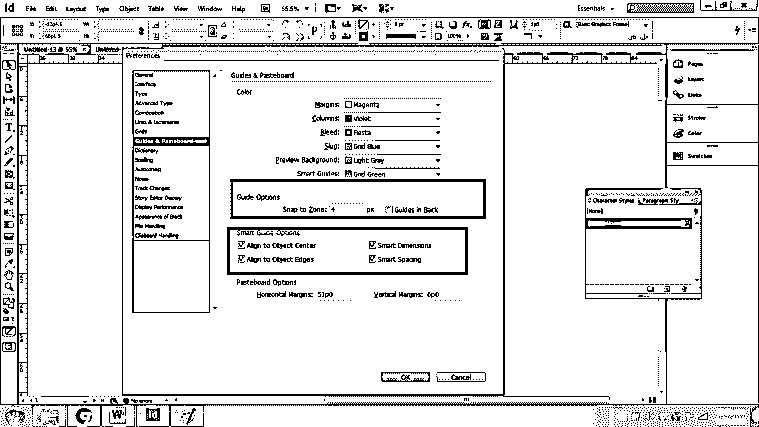 Id File Edit Layout Type Object Table View Window Help 55.5% Essentials
[Basic Graphics Frame]
100%
Preferences
General
Interface
Type
Advanced Type
Composition
Units & Increments
Grids
Guides & Pasteboard
Dictionary
Spelling
Autocorrect
Notes
Track Changes
Story Editor Display
Display Performance
Appearance of Black
File Handling
Clipboard Handling
Guides & Pasteboard
Color
Margins: Magenta
Columns: Violet
Bleed: Fiesta
Slug: Grid Blue
Preview Background: Light Gray
Smart Guides: Grid Green
Guide Options
Snap to Zone: 4 px Guides in Back
Smart Guide Options
Align to Object Center Smart Dimensions
Align to Object Edges Smart Spacing
Pasteboard Options
Horizontal Margins: 51p0 Vertical Margins: 6p0
OK Cancel
Pages
Layers
Links
Stroke
Color
Swatches
Character Styles Paragraph Sty
[None]